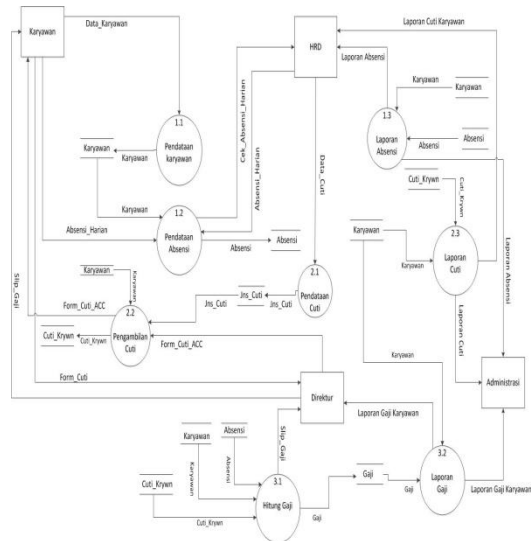 Data_Karyawan
Laporan Cuti Karyawan
Karyawan
HRD
Laporan Absensi
Karyawan
Karyawan
1.3
Laporan
Absensi
Absensi
Absensi
1.1
Pendataan
karyawan
Karyawan
Karyawan
Cek_Absensi_Harian
Absensi_Harian
Data_Cuti
Cuti_Krywn
Cuti_Krywn
Karyawan
1.2
Pendataan
Absensi
Absensi_Harian
Absensi
Absensi
Karyawan
Karyawan
2.3
Laporan
Cuti
Laporan Absensi
Slip_Gaji
Karyawan
Karyawan
2.1
Pendataan
Cuti
Jns_Cuti
Jns_Cuti
Jns_Cuti
Form_Cuti_ACC
2.2
Pengambilan
Cuti
Cuti_Krywn
Cuti_Krywn
Form_Cuti_ACC
Karyawan
Laporan Cuti
Form_Cuti
Direktur
Administrasi
Laporan Gaji Karyawan
Karyawan
Absensi
Slip_Gaji
Karyawan
Absensi
3.1
Hitung Gaji
Cuti_Krywn
Cuti_Krywn
Gaji
Gaji
Gaji
3.2
Laporan
Gaji
Laporan Gaji Karyawan